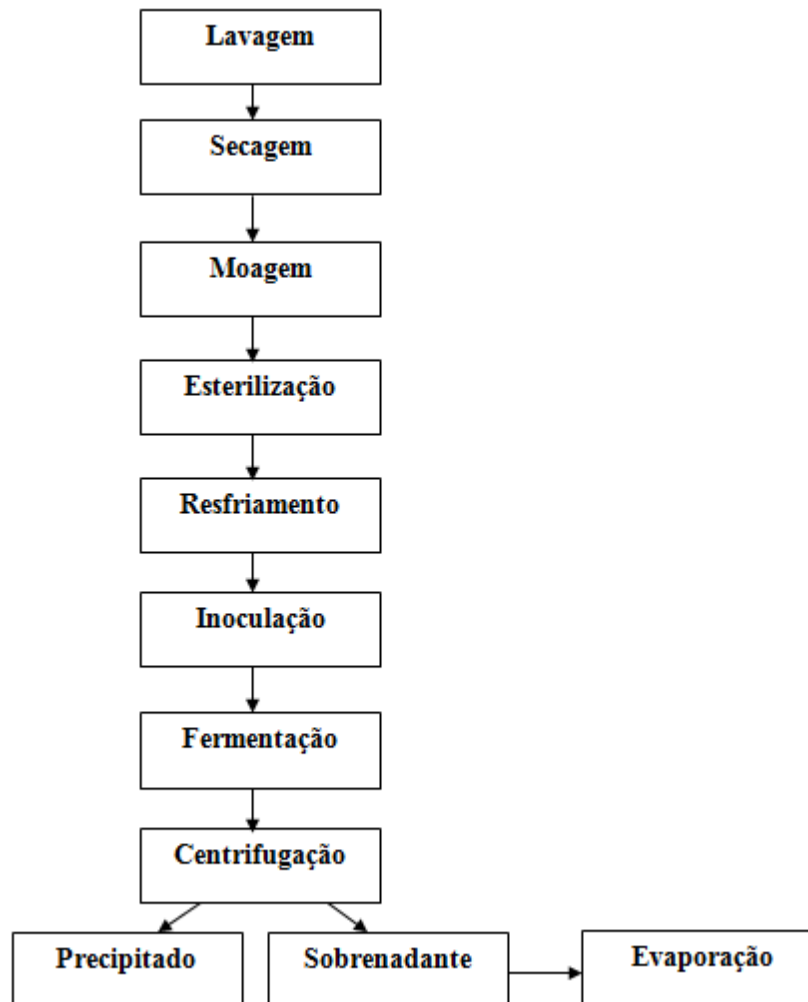 Lavagem
Secagem
Moagem
Esterilização
Resfriamento
Inoculação
Fermentação
Centrifugação
Precipitado
Sobrenadante
Evaporação